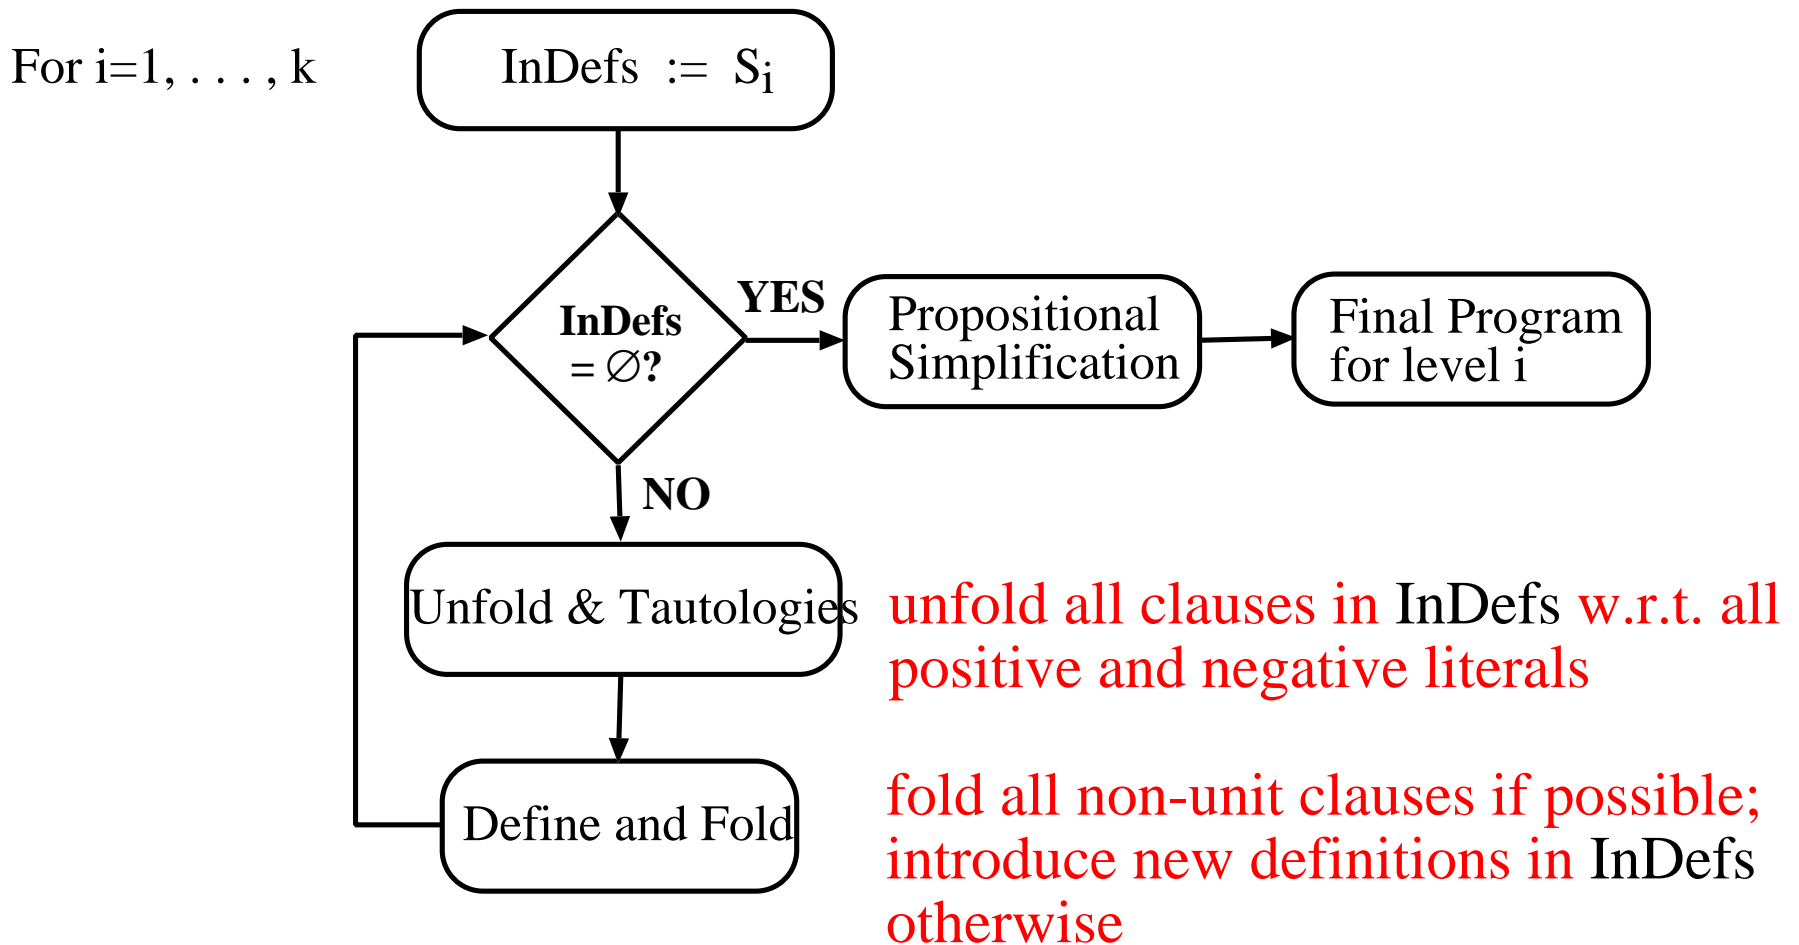 For i=1, . . . , k
InDefs := Si
InDefs
= ∅?
YES
Propositional
Simplification
Final Program
for level i
NO
Unfold & Tautologies
unfold all clauses in InDefs w.r.t. all
positive and negative literals
Define and Fold
fold all non-unit clauses if possible;
introduce new definitions in InDefs
otherwise